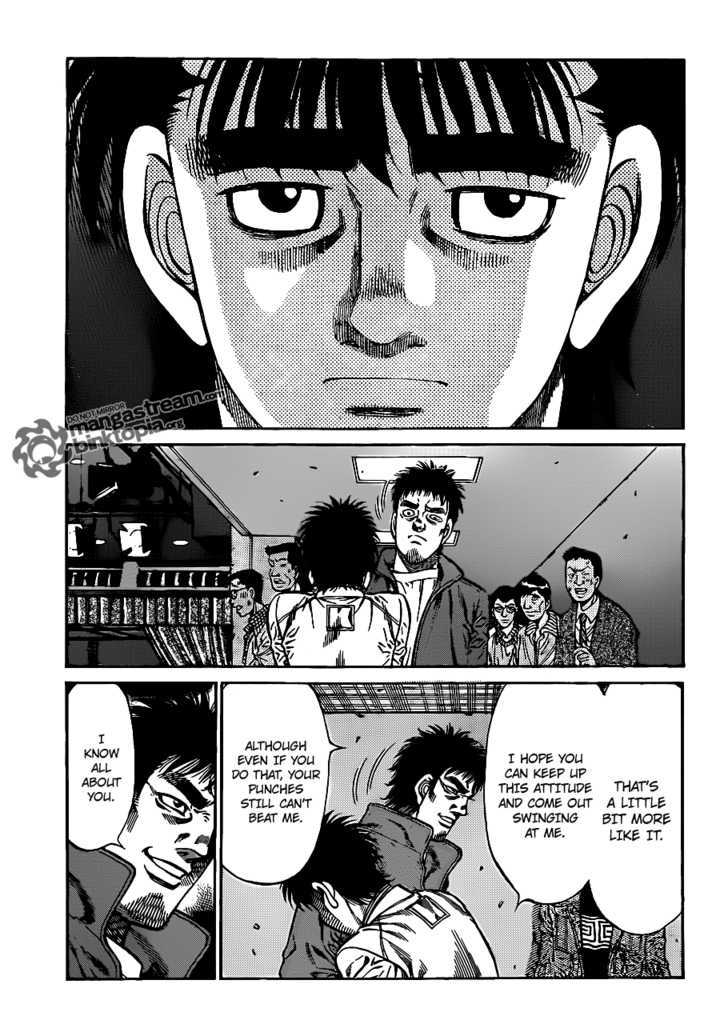 DO NOT MIRROR
mangastream.com
binktopia.org
THAT'S
A LITTLE
BIT MORE
LIKE IT.
I HOPE YOU
CAN KEEP UP
THIS ATTITUDE
AND COME OUT
SWINGING
AT ME.
ALTHOUGH
EVEN IF YOU
DO THAT, YOUR
PUNCHES
STILL CAN'T
BEAT ME.
I
KNOW
ALL
ABOUT
YOU.